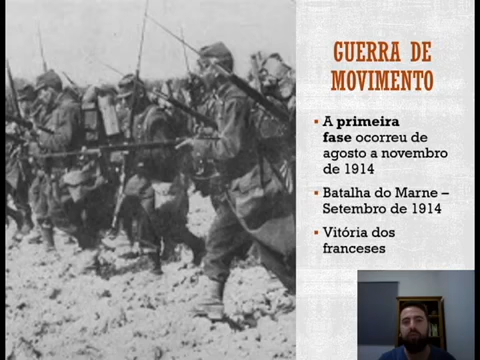 GUERRA DE
MOVIMENTO
A primeira
fase ocorreu de
agosto a novembro
de 1914
Batalha do Marne –
Setembro de 1914
Vitória dos
franceses